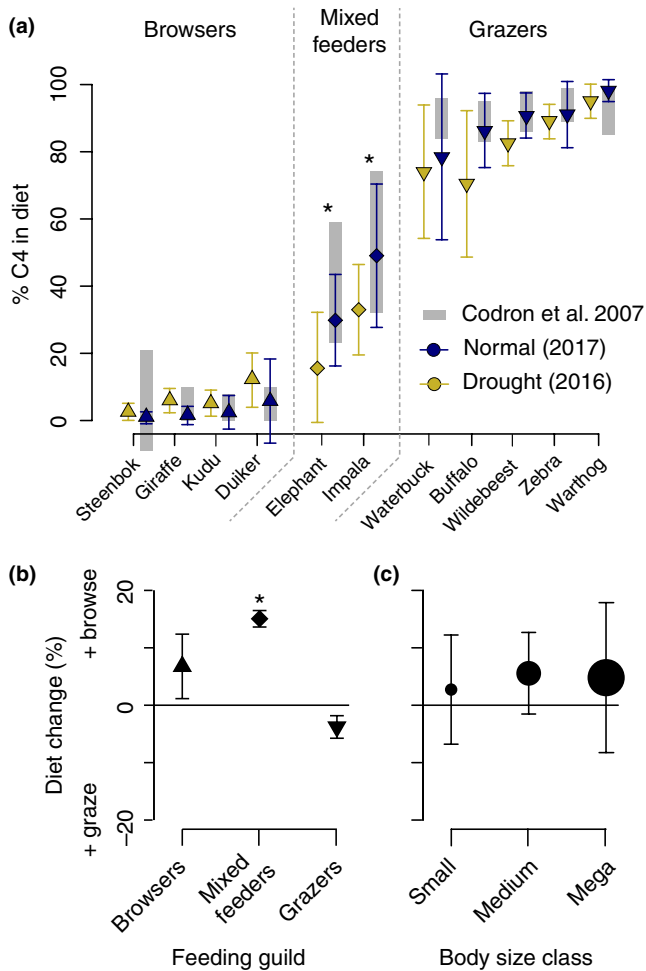 (a)
Browsers
Mixed
feeders
Grazers
% C4 in diet
100
80
60
40
20
0
*
*
Codron et al. 2007
Normal (2017)
Drought (2016)
Steenbok
Giraffe
Kudu
Duiker
Elephant
Impala
Waterbuck
Buffalo
Wildebeest
Zebra
Warthog
(b)
Diet change (%)
+ browse
+ graze
20
0
−20
*
Browsers
Mixed
feeders
Grazers
Feeding guild
(c)
Small
Medium
Mega
Body size class